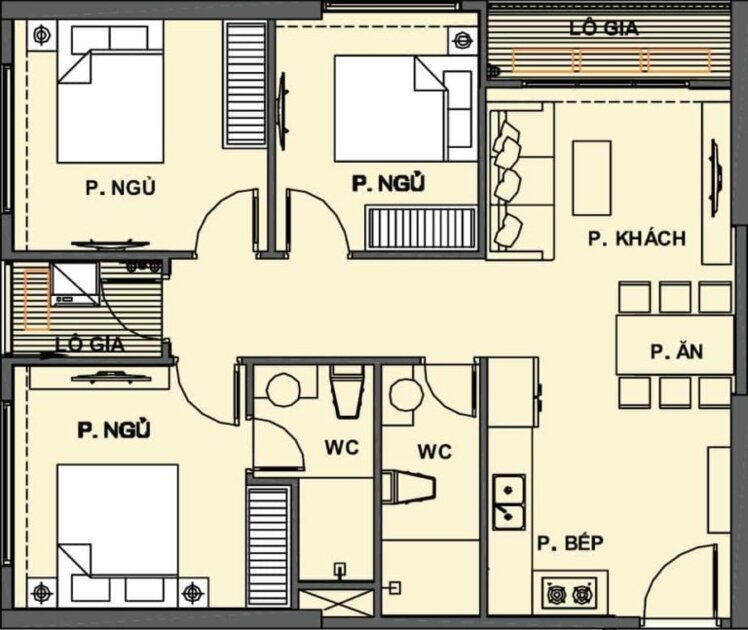 LÔ GIA
P. NGỦ
P. NGỦ
P. KHÁCH
LÔ GIA
P. ĂN
P. NGỦ
WC
WC
P. BẾP